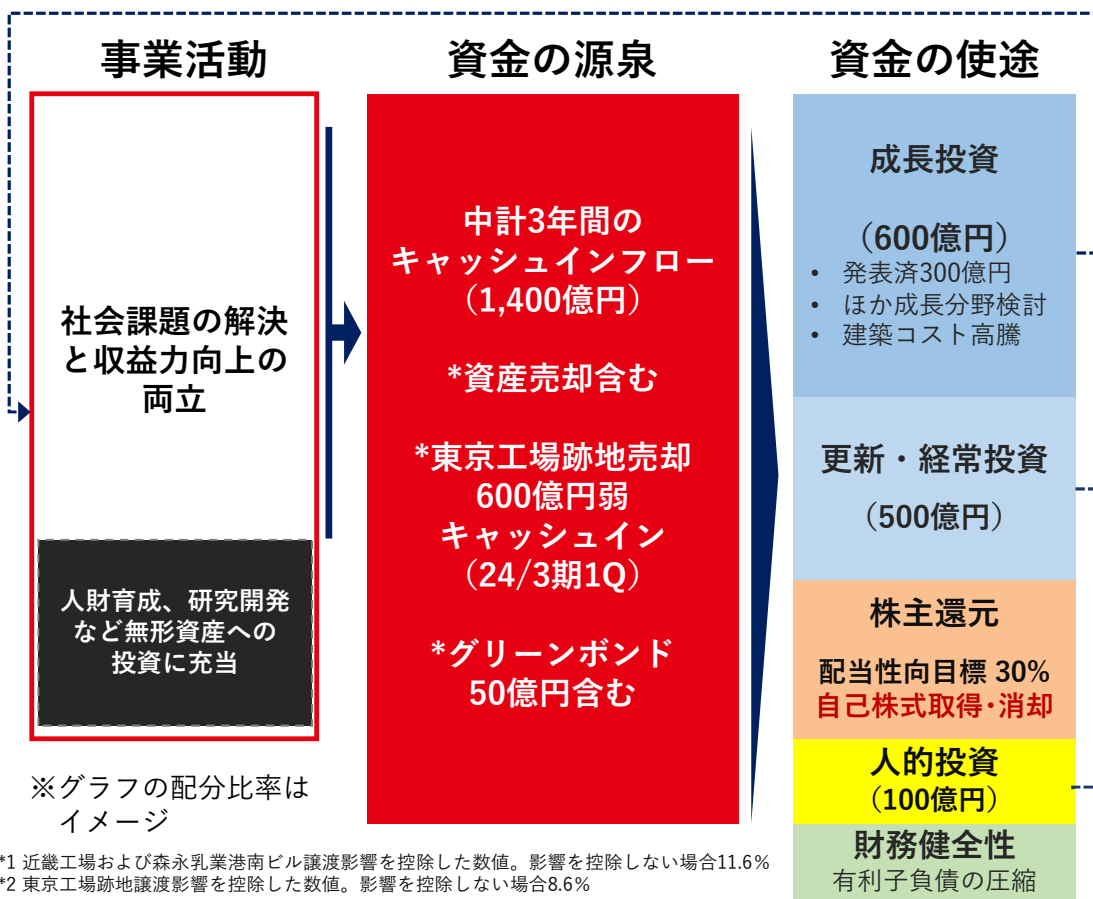 事業活動
資金の源泉
資金の使途
社会課題の解決
と収益力向上の
両立
人財育成、研究開発
など無形資産への
投資に充当
※グラフの配分比率は
イメージ
中計3年間の
キャッシュインフロー
（1,400億円）
*資産売却含む
*東京工場跡地売却
600億円弱
キャッシュイン
（24/3期1Q）
*グリーンボンド
50億円含む
成長投資
（600億円）
• 発表済300億円
• ほか成長分野検討
• 建築コスト高騰
更新・経常投資
（500億円）
株主還元
配当性向目標 30%
自己株式取得･消却
人的投資
（100億円）
財務健全性
有利子負債の圧縮
*1 近畿工場および森永乳業港南ビル譲渡影響を控除した数値。影響を控除しない場合11.6%
*2 東京工場跡地譲渡影響を控除した数値。影響を控除しない場合8.6%